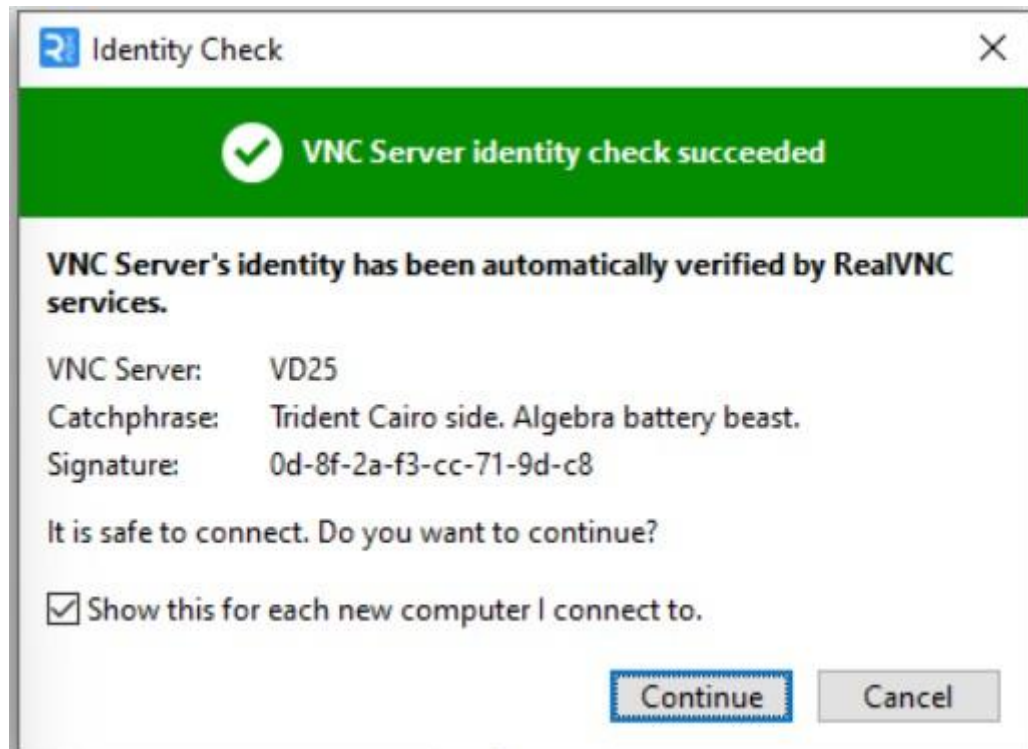 Identity Check
VNC Server identity check succeeded
VNC Server's identity has been automatically verified by RealVNC
services.
VNC Server: VD25
Catchphrase: Trident Cairo side. Algebra battery beast.
Signature: 0d-8f-2a-f3-cc-71-9d-c8
It is safe to connect. Do you want to continue?
Show this for each new computer I connect to.
Continue Cancel